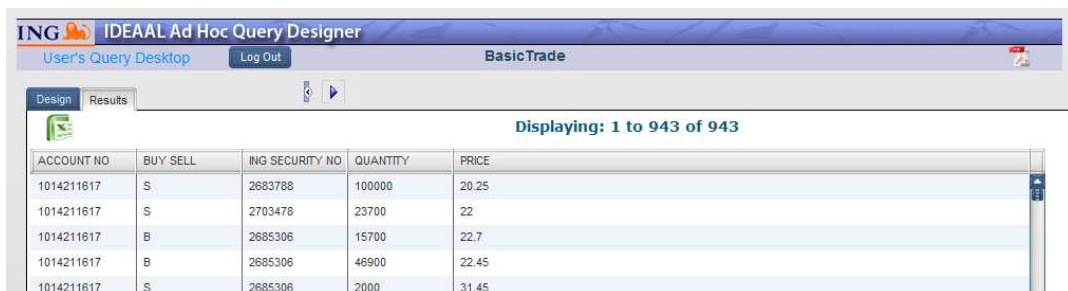 ING IDEAAL Ad Hoc Query Designer
User's Query Desktop Log Out BasicTrade
Design Results
Displaying: 1 to 943 of 943
ACCOUNT NO BUY SELL ING SECURITY NO QUANTITY PRICE
1014211617 S 2683788 100000 20.25
1014211617 S 2703478 23700 22
1014211617 B 2685306 15700 22.7
1014211617 B 2685306 46900 22.45
1014211617 S 2685306 2000 31.45